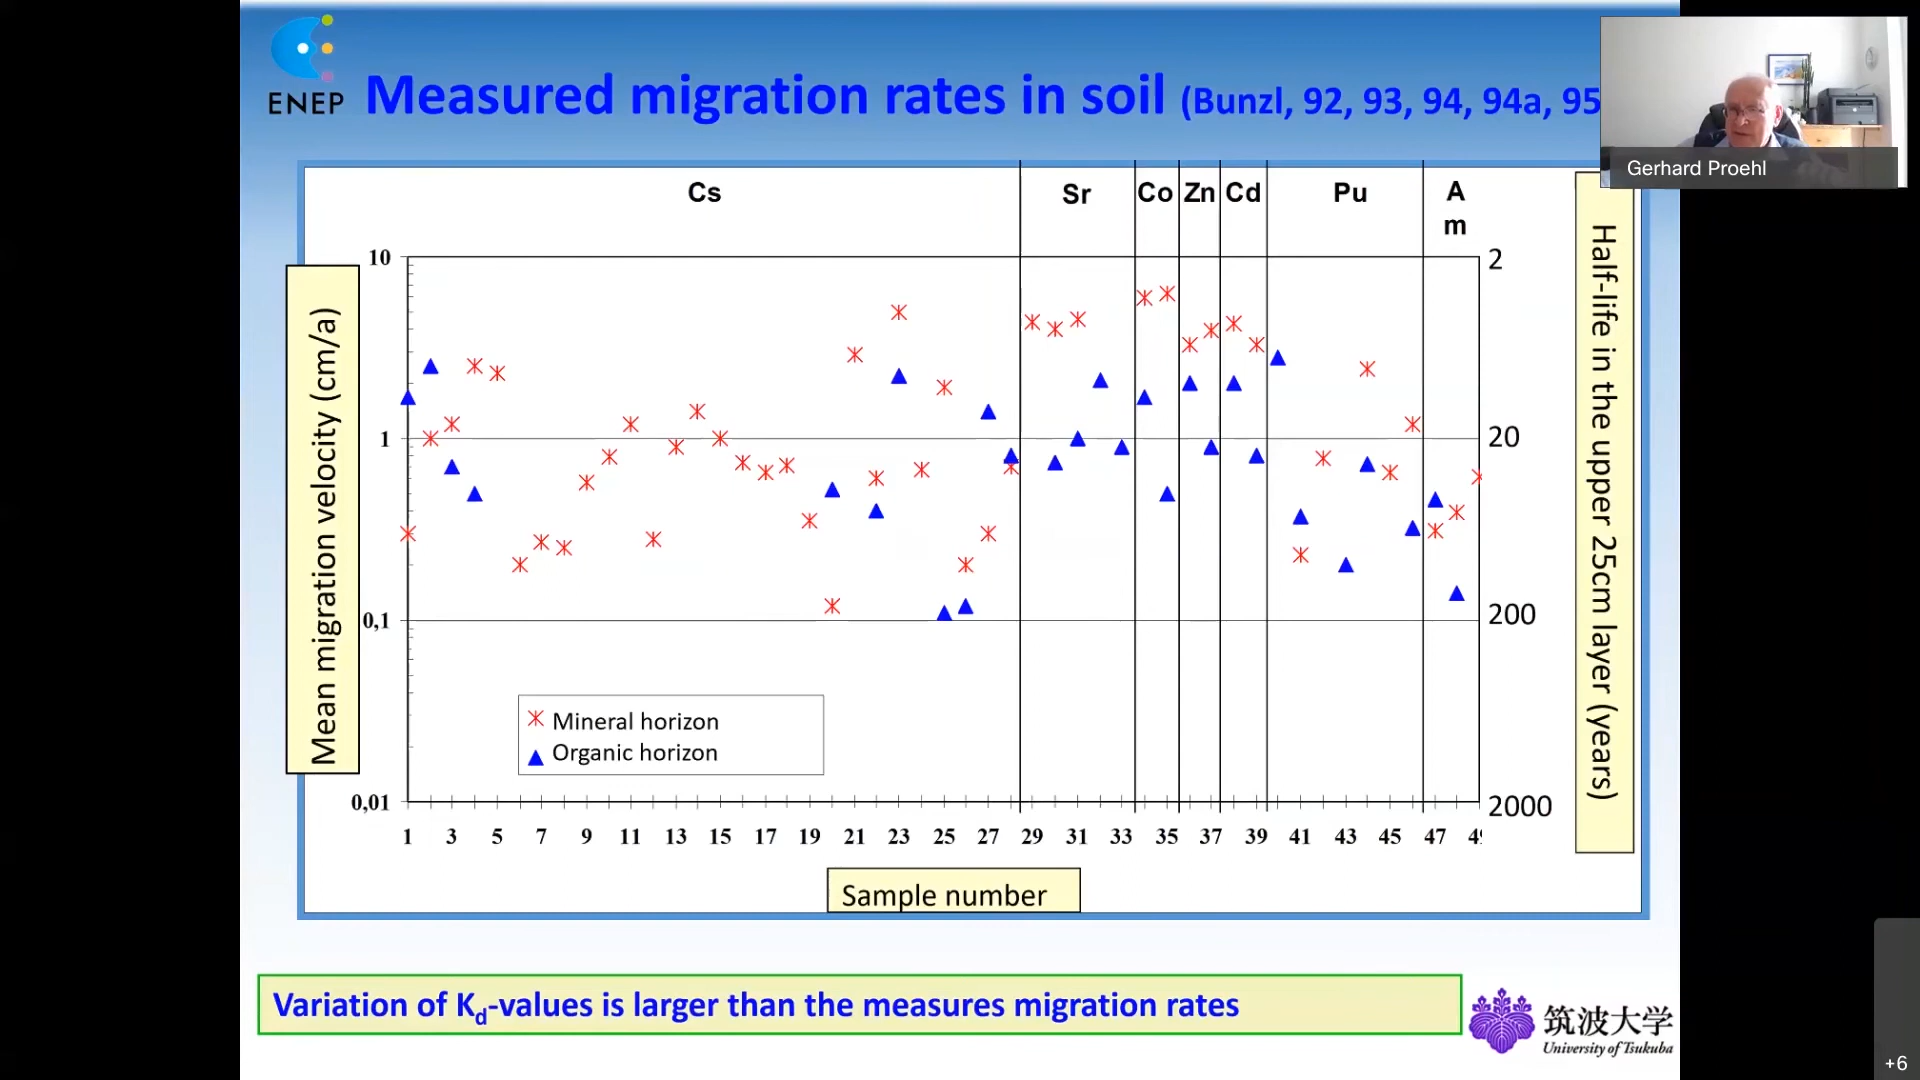 ENEP
Measured migration rates in soil (Bunzl, 92, 93, 94, 94a, 95
Gerhard Proehl
Cs
Sr
Co
Zn
Cd
Pu
A
m
Mean migration velocity (cm/a)
10
1
0,1
0,01
2
20
200
2000
Half-life in the upper 25cm layer (years)
Mineral horizon
Organic horizon
1 3 5 7 9 11 13 15 17 19 21 23 25 27 29 31 33 35 37 39 41 43 45 47
Sample number
Variation of Kd-values is larger than the measures migration rates
筑波大学
University of Tsukuba
+6